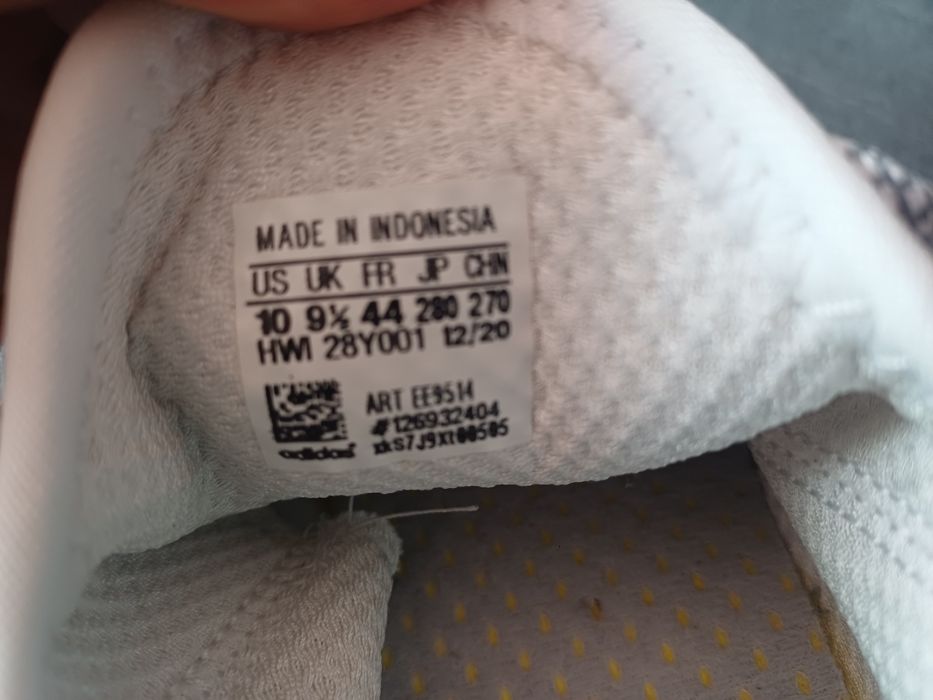 MADE IN INDONESIA
US UK FR JP CHN
10 9½ 44 280 270
HWI 28Y001 12/20
ART EE9514
#126932404
xkS7J9Xt00505
adidas